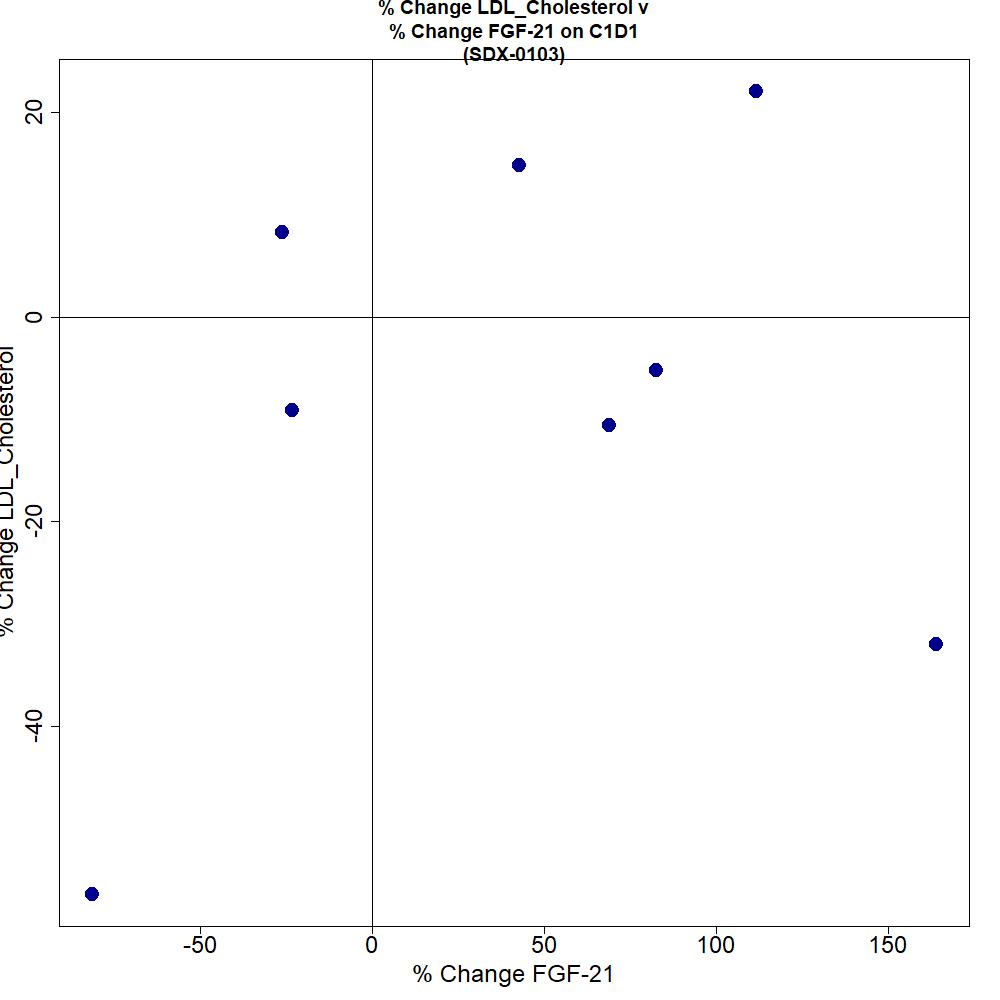 % Change LDL_Cholesterol v
% Change FGF-21 on C1D1
(SDX-0103)
% Change LDL_Cholesterol
20
0
-20
-40
-50
0
50
100
150
% Change FGF-21